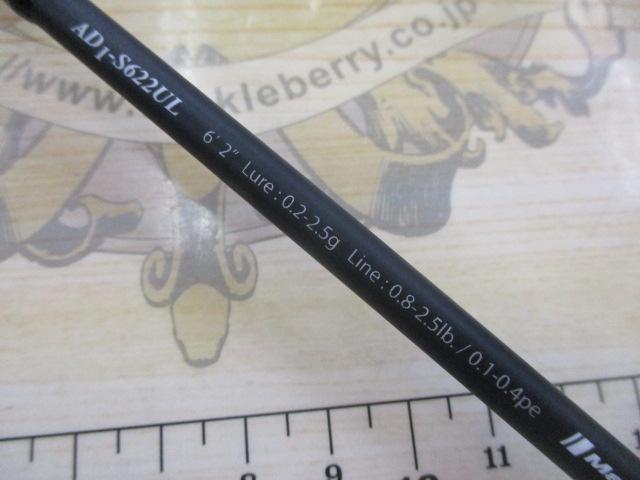 AD1-S622UL 6'2" Lure : 0.2-2.5g Line : 0.8-2.5lb. / 0.1-0.4pe
kleberry.co.jp
9 11